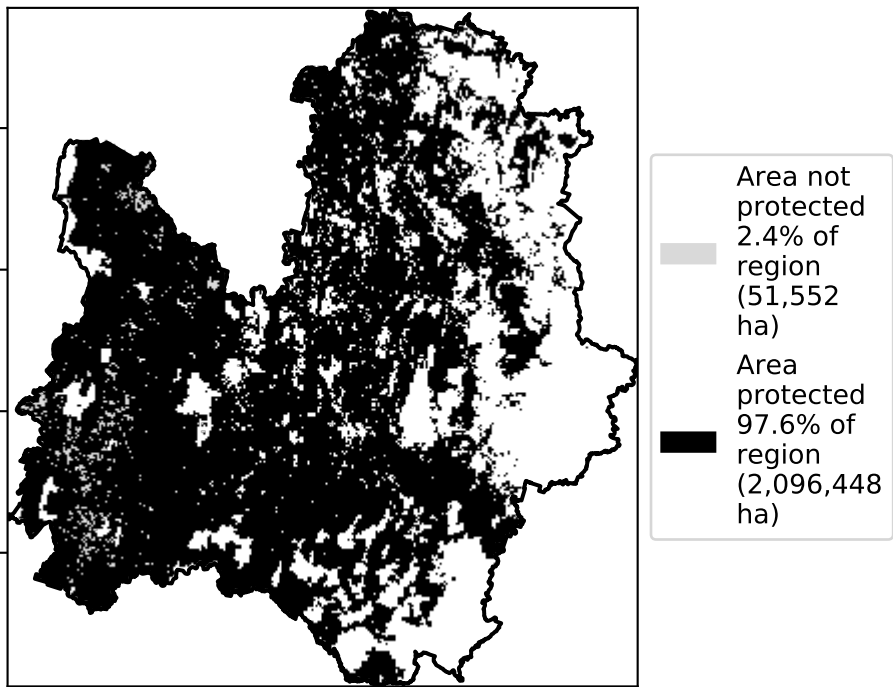 Area not
protected
2.4% of
region
(51,552
ha)
Area
protected
97.6% of
region
(2,096,448
ha)